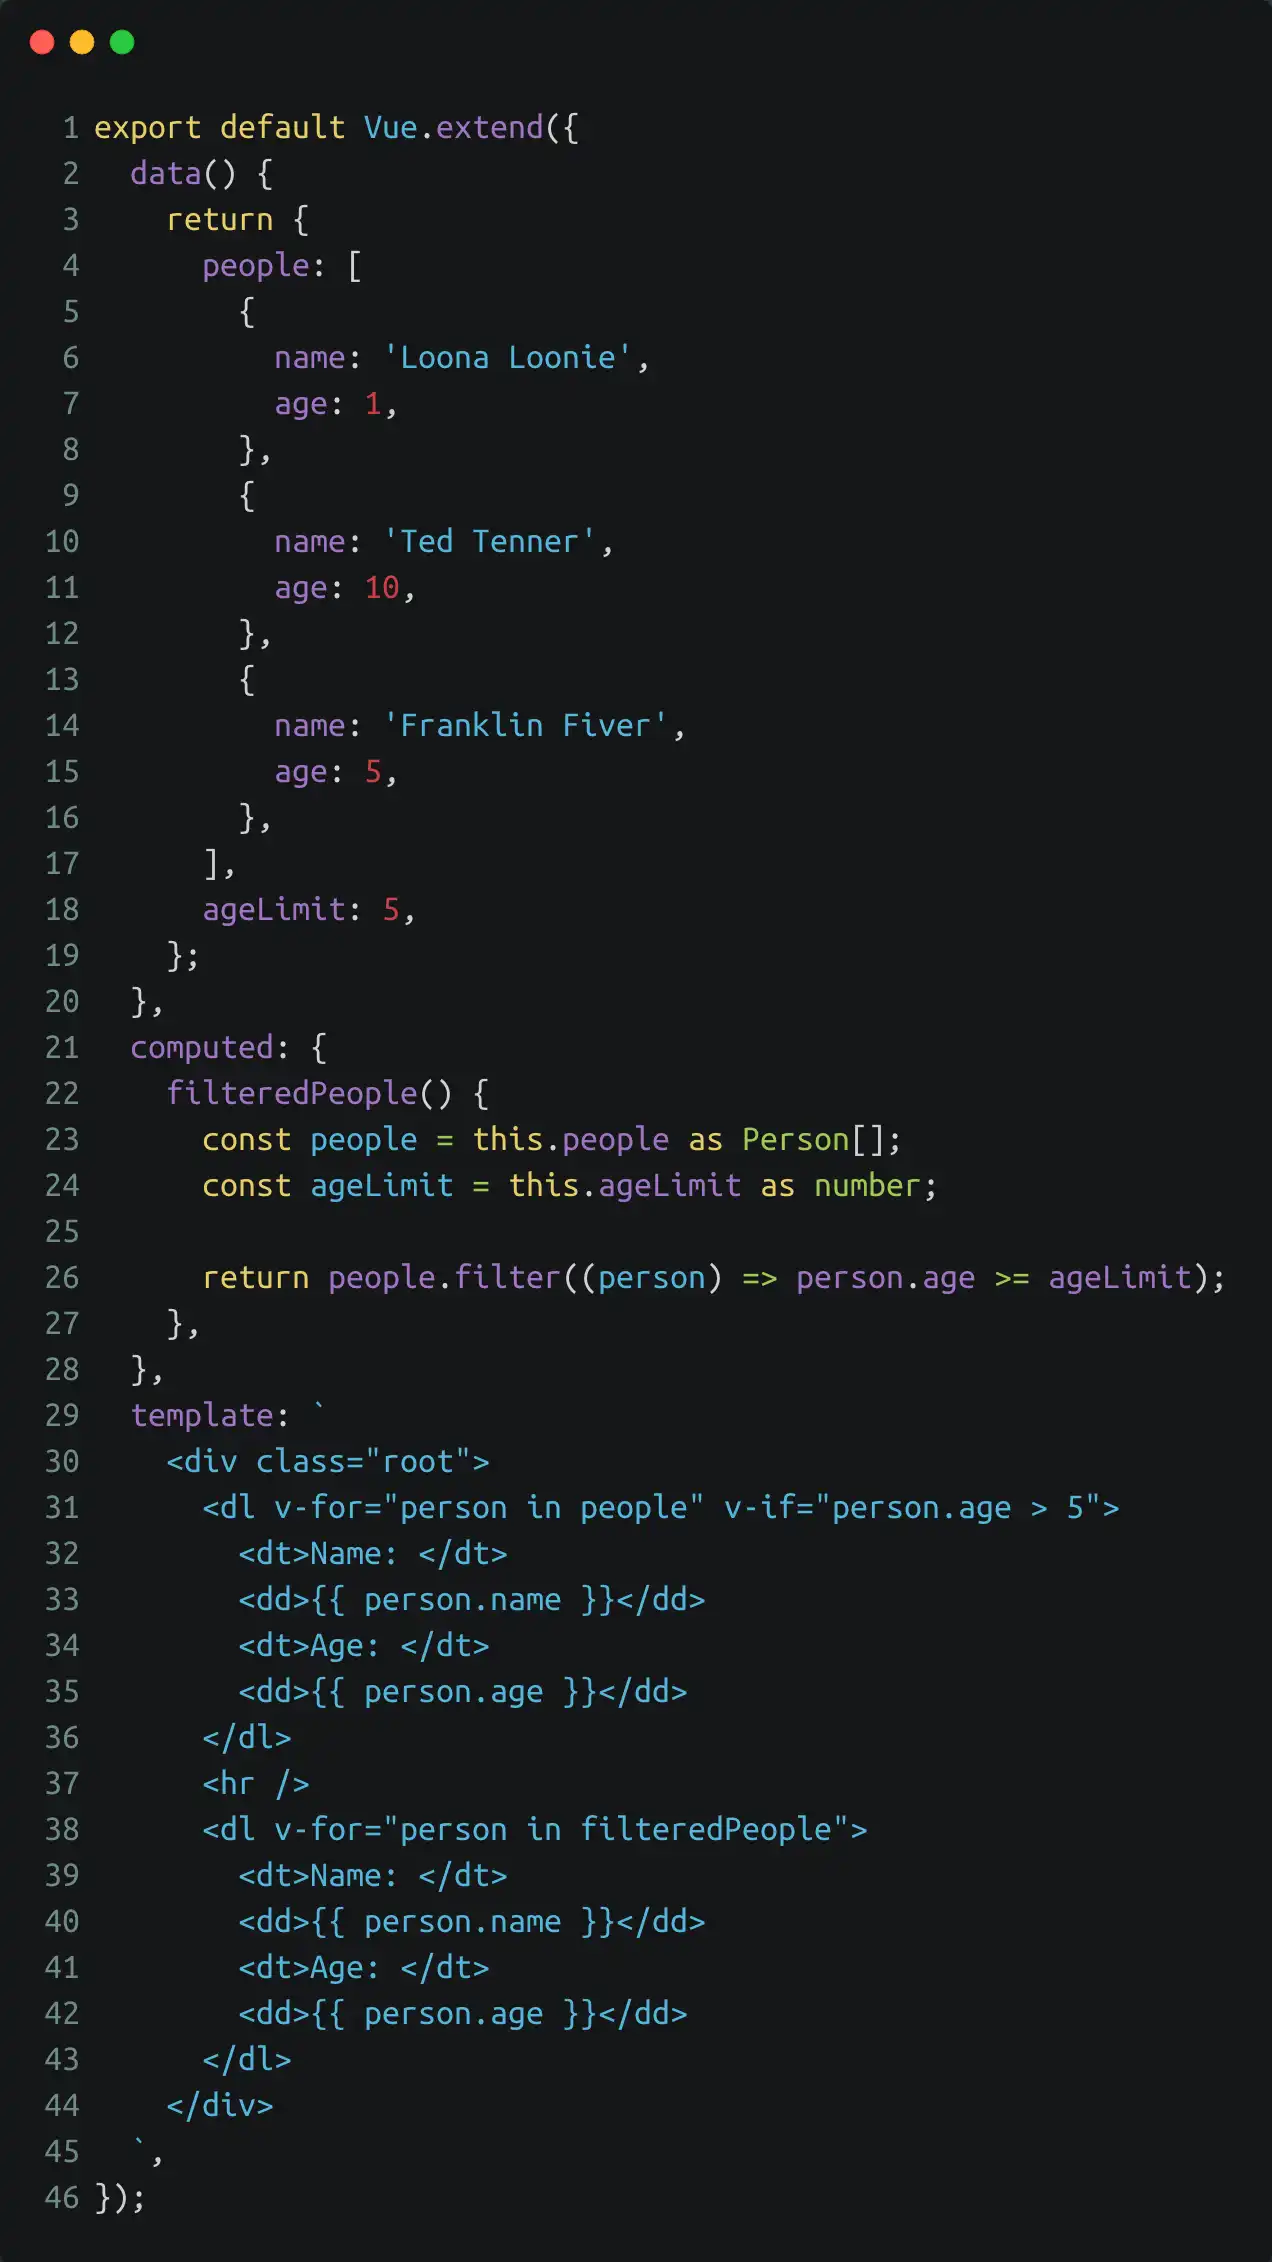 1 export default Vue.extend({
2   data() {
3     return {
4       people: [
5         {
6           name: 'Loona Loonie',
7           age: 1,
8         },
9         {
10           name: 'Ted Tenner',
11           age: 10,
12         },
13         {
14           name: 'Franklin Fiver',
15           age: 5,
16         },
17       ],
18       ageLimit: 5,
19     };
20   },
21   computed: {
22     filteredPeople() {
23       const people = this.people as Person[];
24       const ageLimit = this.ageLimit as number;
25
26       return people.filter((person) => person.age >= ageLimit);
27     },
28   },
29   template: `
30     <div class="root">
31       <dl v-for="person in people" v-if="person.age > 5">
32         <dt>Name: </dt>
33         <dd>{{ person.name }}</dd>
34         <dt>Age: </dt>
35         <dd>{{ person.age }}</dd>
36       </dl>
37       <hr />
38       <dl v-for="person in filteredPeople">
39         <dt>Name: </dt>
40         <dd>{{ person.name }}</dd>
41         <dt>Age: </dt>
42         <dd>{{ person.age }}</dd>
43       </dl>
44     </div>
45   `,
46 });